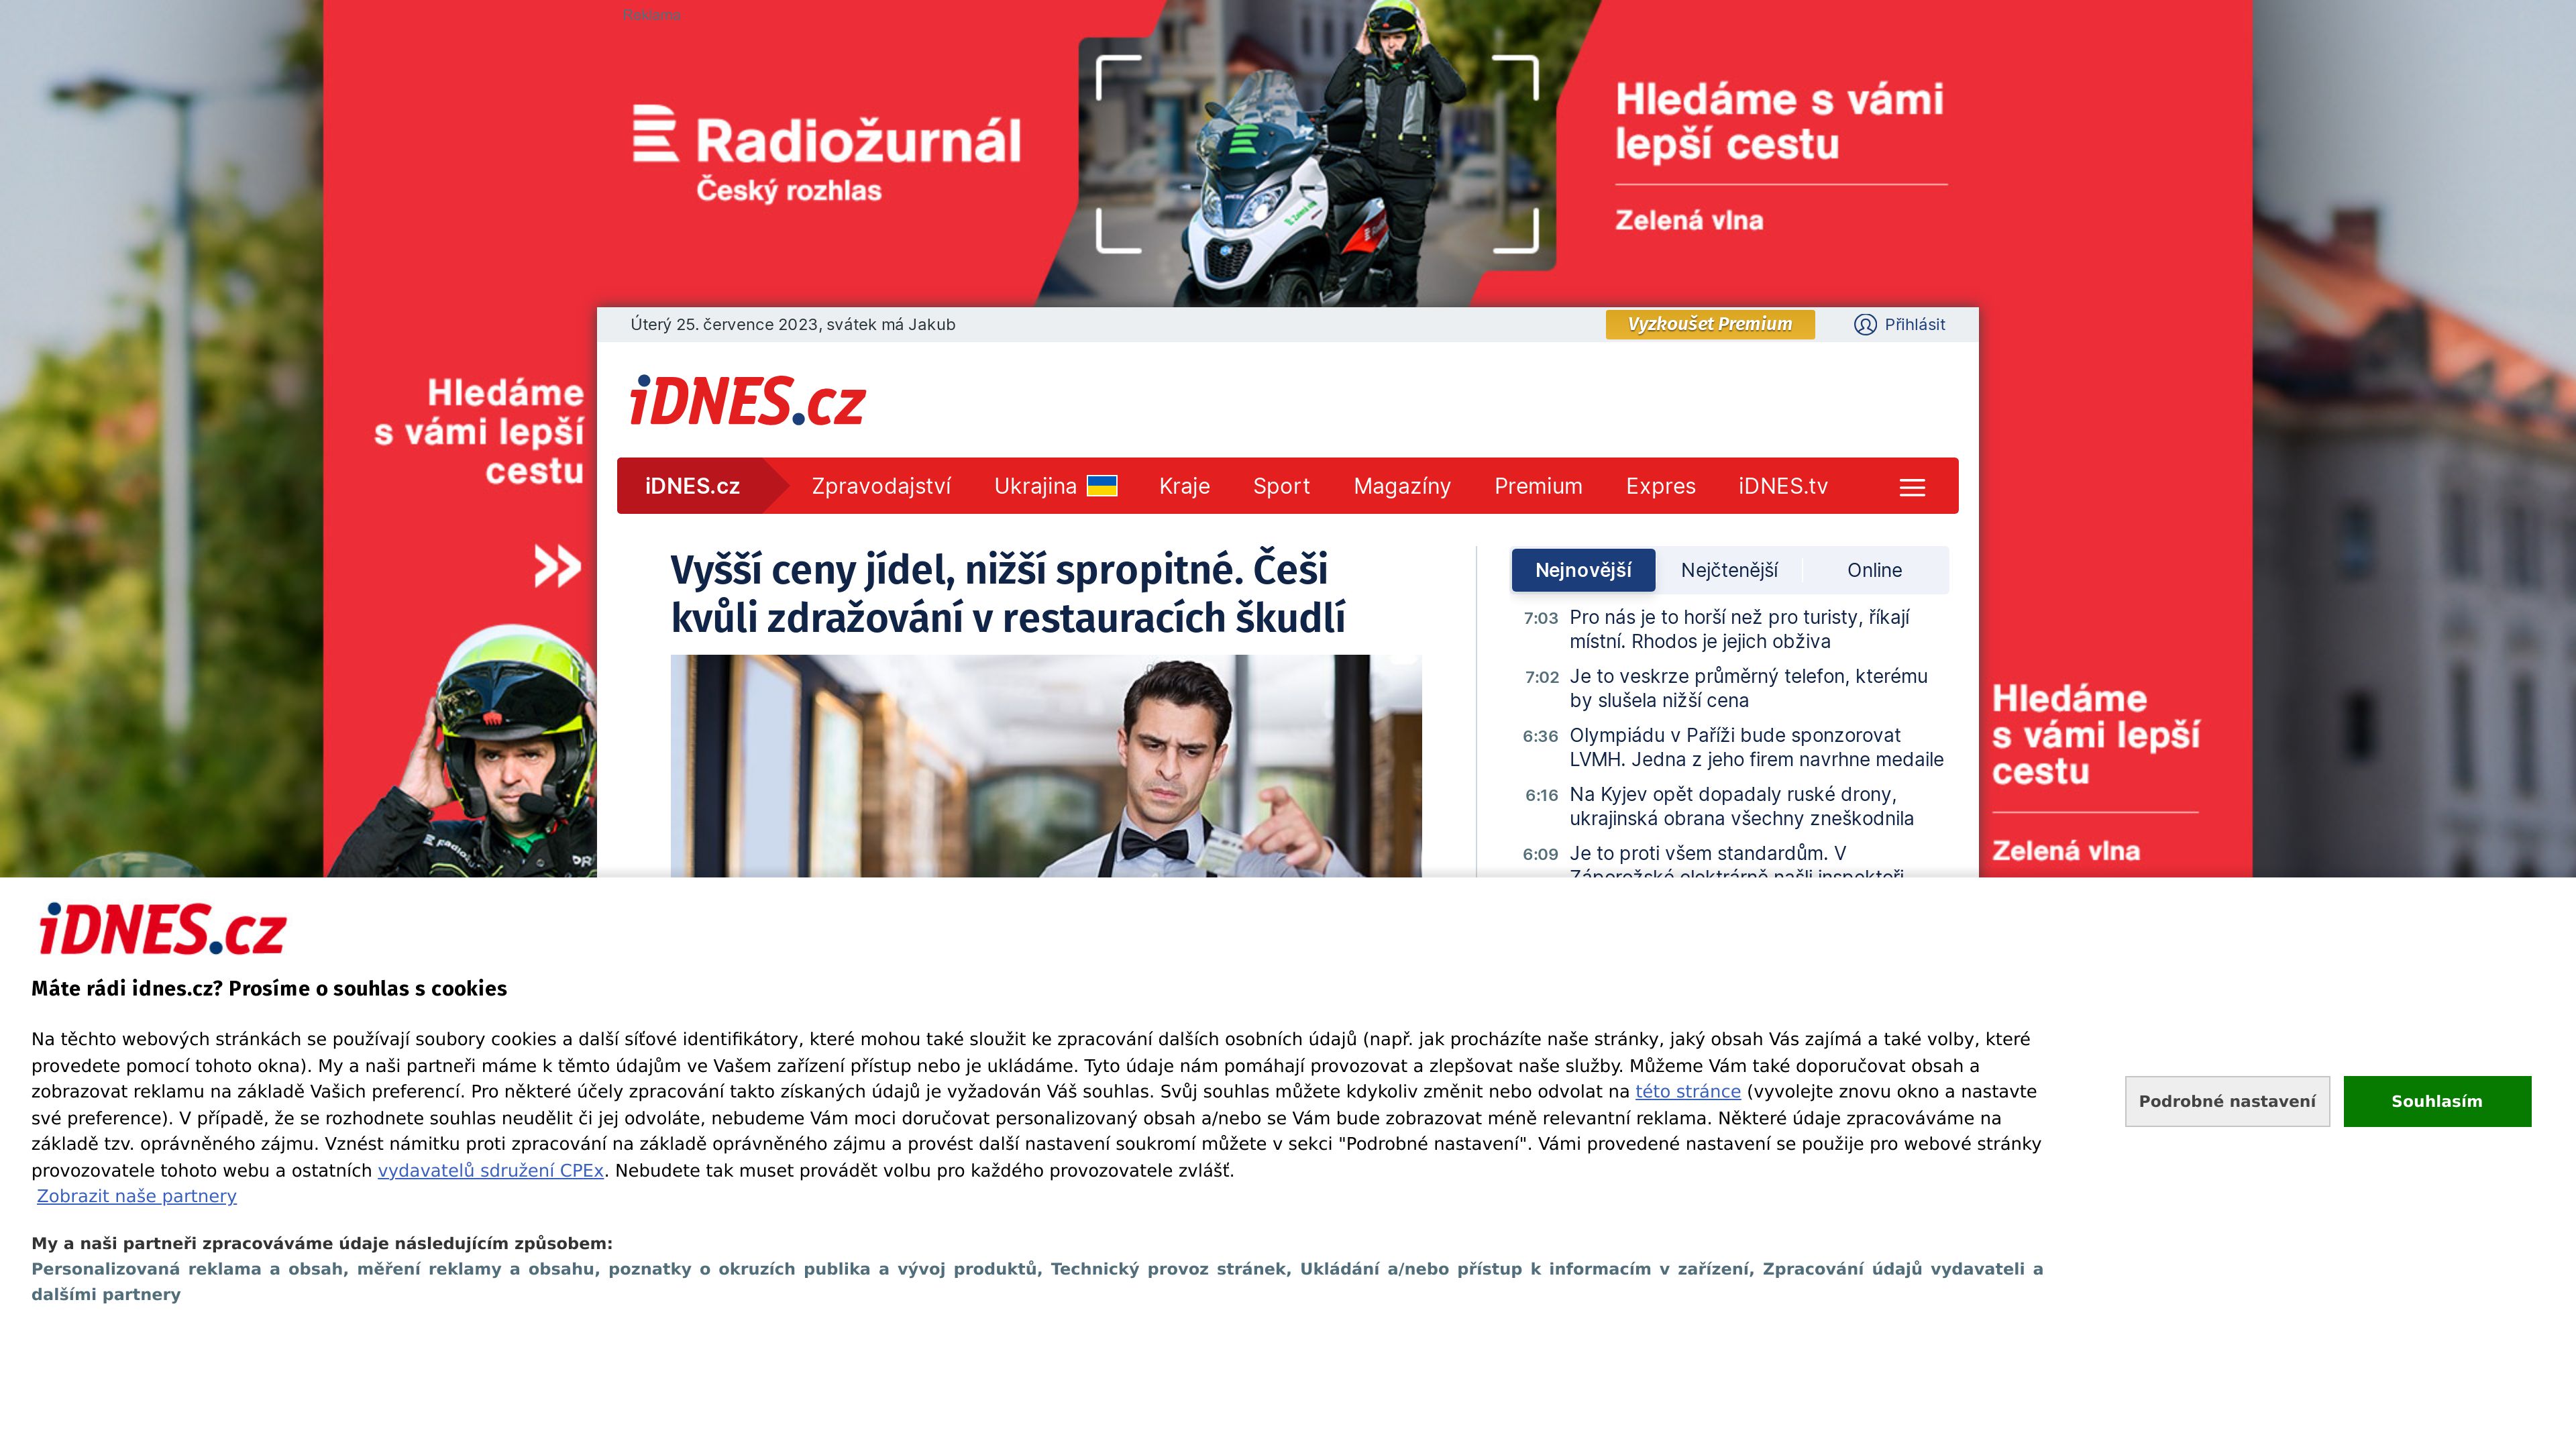 Reklama
Radiožurnál
Český rozhlas
Hledáme s vámi
lepší cestu
Zelená vlna
Hledáme
s vámi lepší
cestu
»
Úterý 25. července 2023, svátek má Jakub
Vyzkoušet Premium
Přihlásit
iDNES.cz
iDNES.cz Zpravodajství Ukrajina Kraje Sport Magazíny Premium Expres iDNES.tv
Vyšší ceny jídel, nižší spropitné. Češi
kvůli zdražování v restauracích škudlí
Nejnovější Nejčtenější Online
7:03 Pro nás je to horší než pro turisty, říkají
místní. Rhodos je jejich obživa
7:02 Je to veskrze průměrný telefon, kterému
by slušela nižší cena
6:36 Olympiádu v Paříži bude sponzorovat
LVMH. Jedna z jeho firem navrhne medaile
6:16 Na Kyjev opět dopadaly ruské drony,
ukrajinská obrana všechny zneškodnila
6:09 Je to proti všem standardům. V
Záporožské elektrárně našli inspektoři
Hledáme
s vámi lepší
cestu
Zelená vlna
iDNES.cz
Máte rádi idnes.cz? Prosíme o souhlas s cookies
Na těchto webových stránkách se používají soubory cookies a další síťové identifikátory, které mohou také sloužit ke zpracování dalších osobních údajů (např. jak procházíte naše stránky, jaký obsah Vás zajímá a také volby, které
provedete pomocí tohoto okna). My a naši partneři máme k těmto údajům ve Vašem zařízení přístup nebo je ukládáme. Tyto údaje nám pomáhají provozovat a zlepšovat naše služby. Můžeme Vám také doporučovat obsah a
zobrazovat reklamu na základě Vašich preferencí. Pro některé účely zpracování takto získaných údajů je vyžadován Váš souhlas. Svůj souhlas můžete kdykoliv změnit nebo odvolat na této stránce (vyvolejte znovu okno a nastavte
své preference). V případě, že se rozhodnete souhlas neudělit či jej odvoláte, nebudeme Vám moci doručovat personalizovaný obsah a/nebo se Vám bude zobrazovat méně relevantní reklama. Některé údaje zpracováváme na
základě tzv. oprávněného zájmu. Vznést námitku proti zpracování na základě oprávněného zájmu a provést další nastavení soukromí můžete v sekci "Podrobné nastavení". Vámi provedené nastavení se použije pro webové stránky
provozovatele tohoto webu a ostatních vydavatelů sdružení CPEx. Nebudete tak muset provádět volbu pro každého provozovatele zvlášť.
Zobrazit naše partnery
My a naši partneři zpracováváme údaje následujícím způsobem:
Personalizovaná reklama a obsah, měření reklamy a obsahu, poznatky o okruzích publika a vývoj produktů, Technický provoz stránek, Ukládání a/nebo přístup k informacím v zařízení, Zpracování údajů vydavateli a
dalšími partnery
Podrobné nastavení
Souhlasím